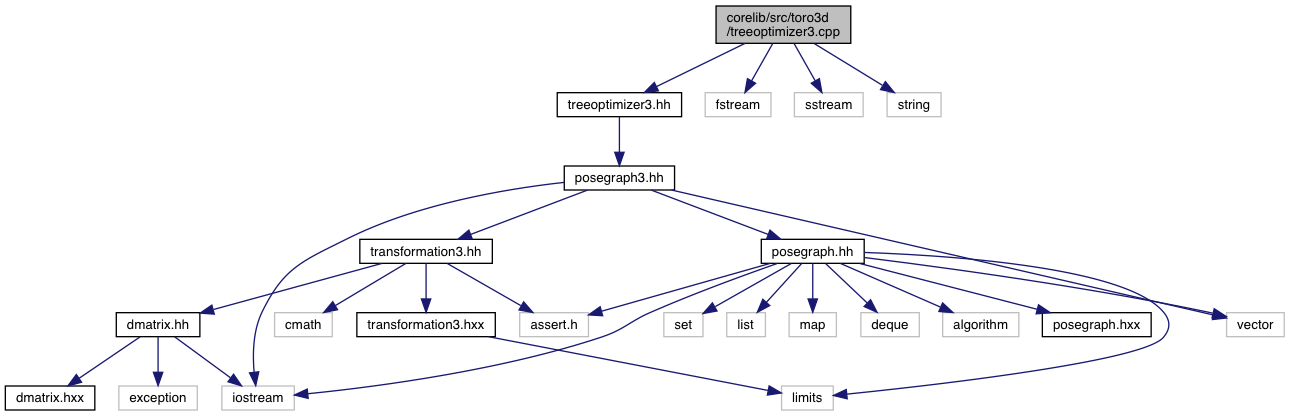 corelib/src/toro3d
/treeoptimizer3.cpp
treeoptimizer3.hh
fstream
sstream
string
posegraph3.hh
transformation3.hh
posegraph.hh
dmatrix.hh
cmath
transformation3.hxx
assert.h
set
list
map
deque
algorithm
posegraph.hxx
vector
dmatrix.hxx
exception
iostream
limits